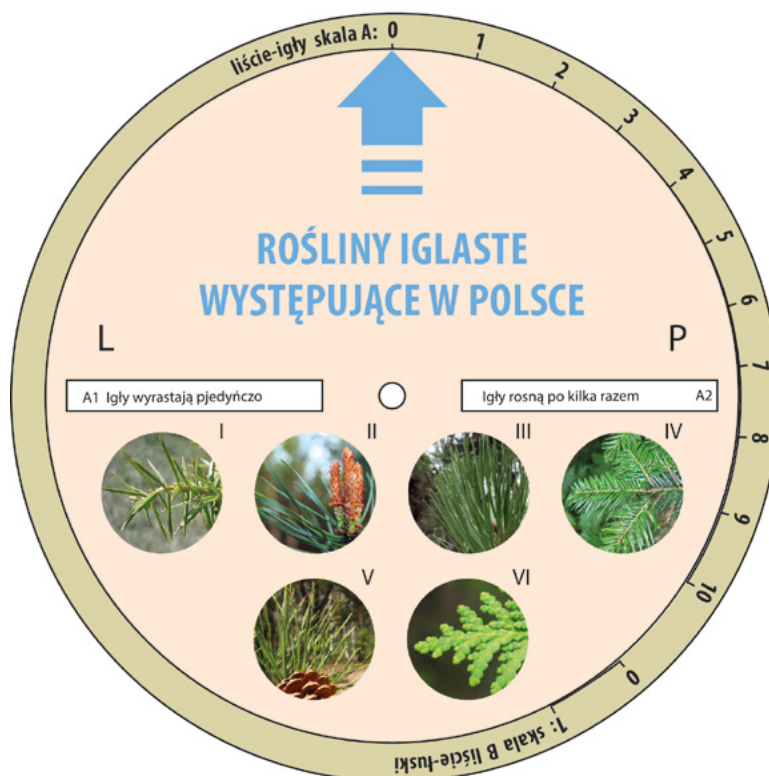 liście-igły skala A: 0 1 2 3 4 5 6 7 8 9 10
ROŚLINY IGLASTE
WYSTĘPUJĄCE W POLSCE
L
P
A1 Igły wyrastają pjedyńczo
Igły rosną po kilka razem A2
I
II
III
IV
V
VI
0
1: skala B liście-łuski